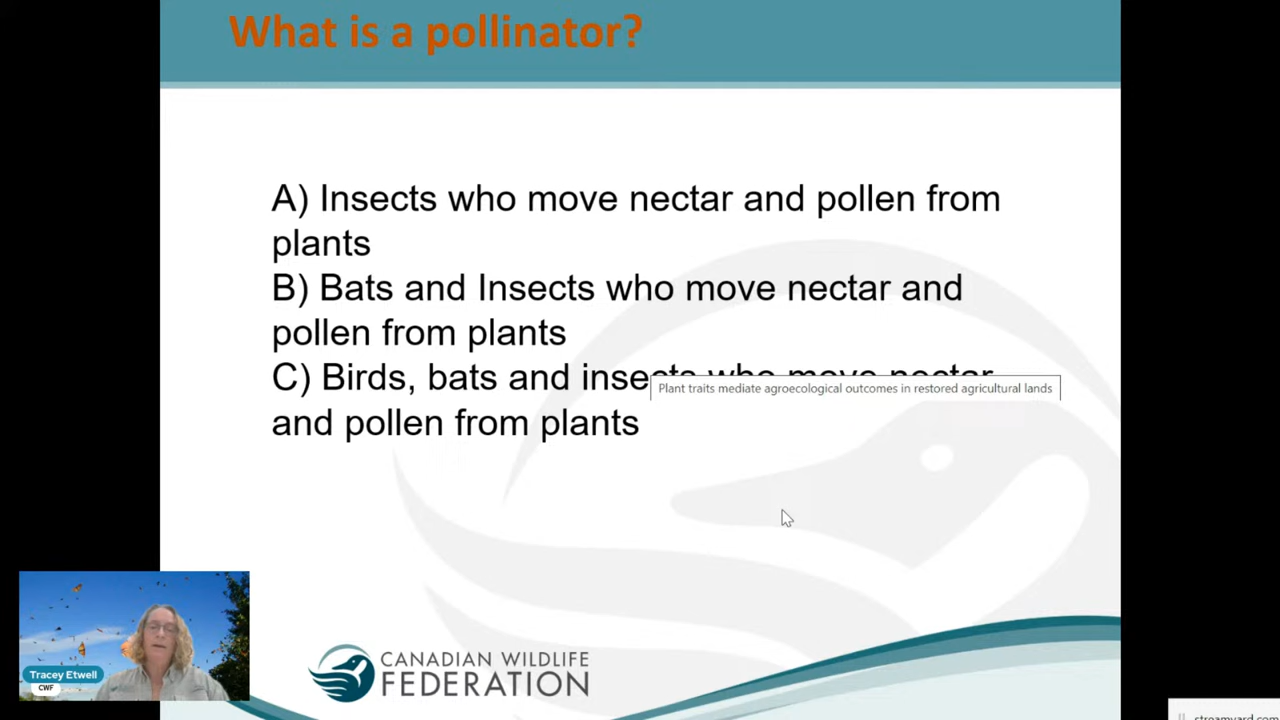 What is a pollinator?
A) Insects who move nectar and pollen from
plants
B) Bats and Insects who move nectar and
pollen from plants
C) Birds, bats and insects who move nectar
Plant traits mediate agroecological outcomes in restored agricultural lands
and pollen from plants
Tracey Etwell
CWF
CANADIAN WILDLIFE
FEDERATION
streamyard.com